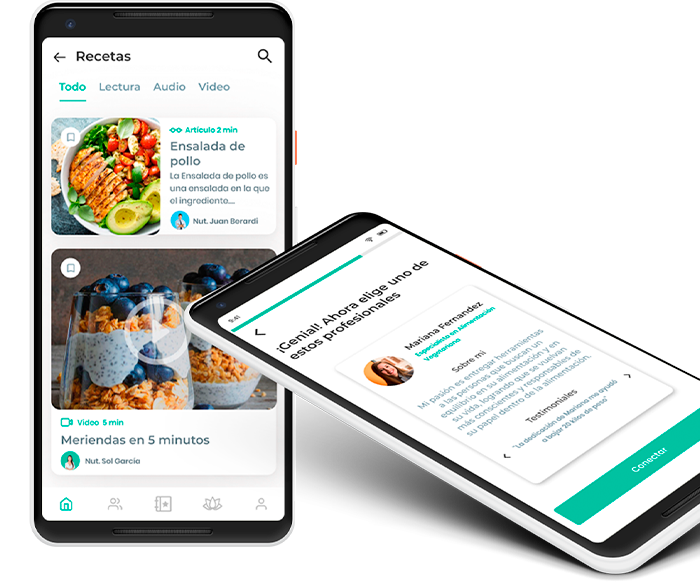 Recetas
Todo Lectura Audio Video
Artículo 2 min
Ensalada de
pollo
La Ensalada de pollo es
una ensalada en la que
el ingrediente....
Nut. Juan Berardi
Video 5 min
Meriendas en 5 minutos
Nut. Sol García
9:41
¡Genial! Ahora elige uno de
estos profesionales
Mariana Fernandez
Especialista en Alimentación
Vegetariana
Sobre mi
Mi pasión es entregar herramientas
a las personas que buscan un
equilibrio en su alimentación y en
su vida, logrando que se vuelvan
más conscientes y responsables de
su papel dentro de la alimentación.
Testimoniales
"La dedicación de Mariana me ayudó
a bajar 20 kilos de peso"
Conectar